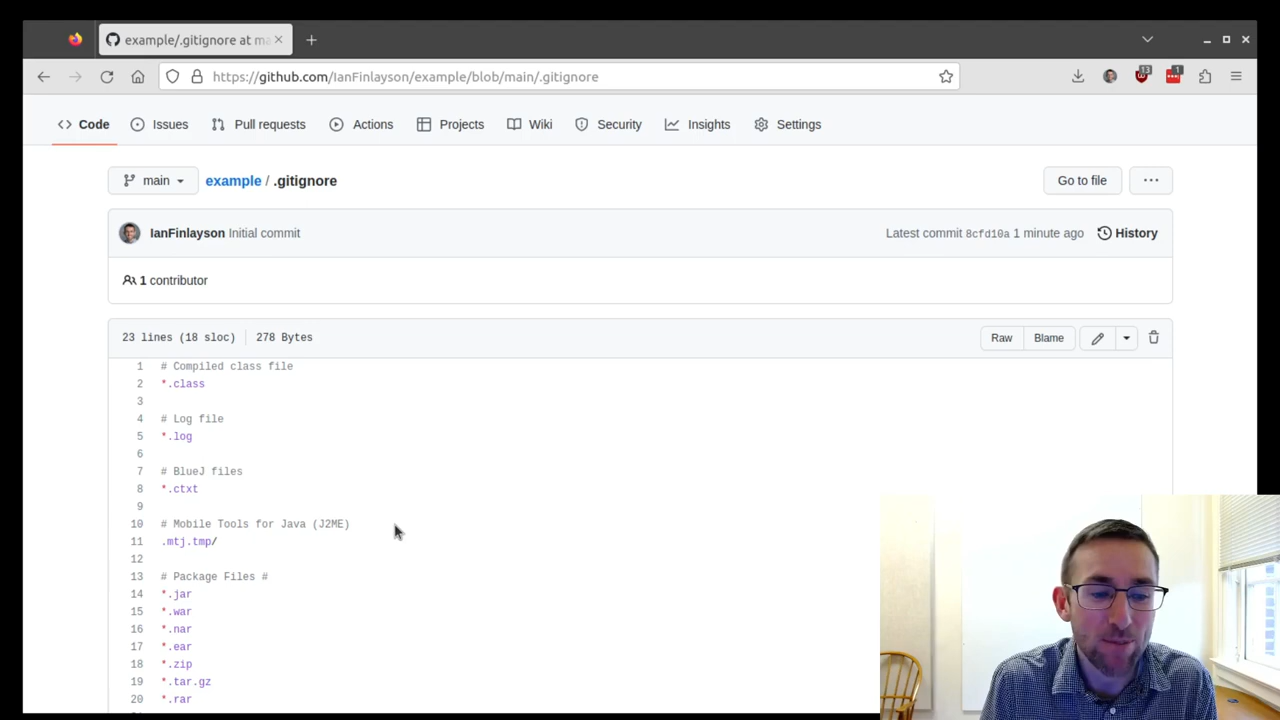 example/.gitignore at ma
https://github.com/IanFinlayson/example/blob/main/.gitignore
13
1
Code
Issues
Pull requests
Actions
Projects
Wiki
Security
Insights
Settings
main
example / .gitignore
Go to file
IanFinlayson Initial commit
Latest commit 8cfd10a 1 minute ago
History
1 contributor
23 lines (18 sloc)
278 Bytes
Raw
Blame
1 # Compiled class file
2 *.class
3
4 # Log file
5 *.log
6
7 # BlueJ files
8 *.ctxt
9
10 # Mobile Tools for Java (J2ME)
11 .mtj.tmp/
12
13 # Package Files #
14 *.jar
15 *.war
16 *.nar
17 *.ear
18 *.zip
19 *.tar.gz
20 *.rar